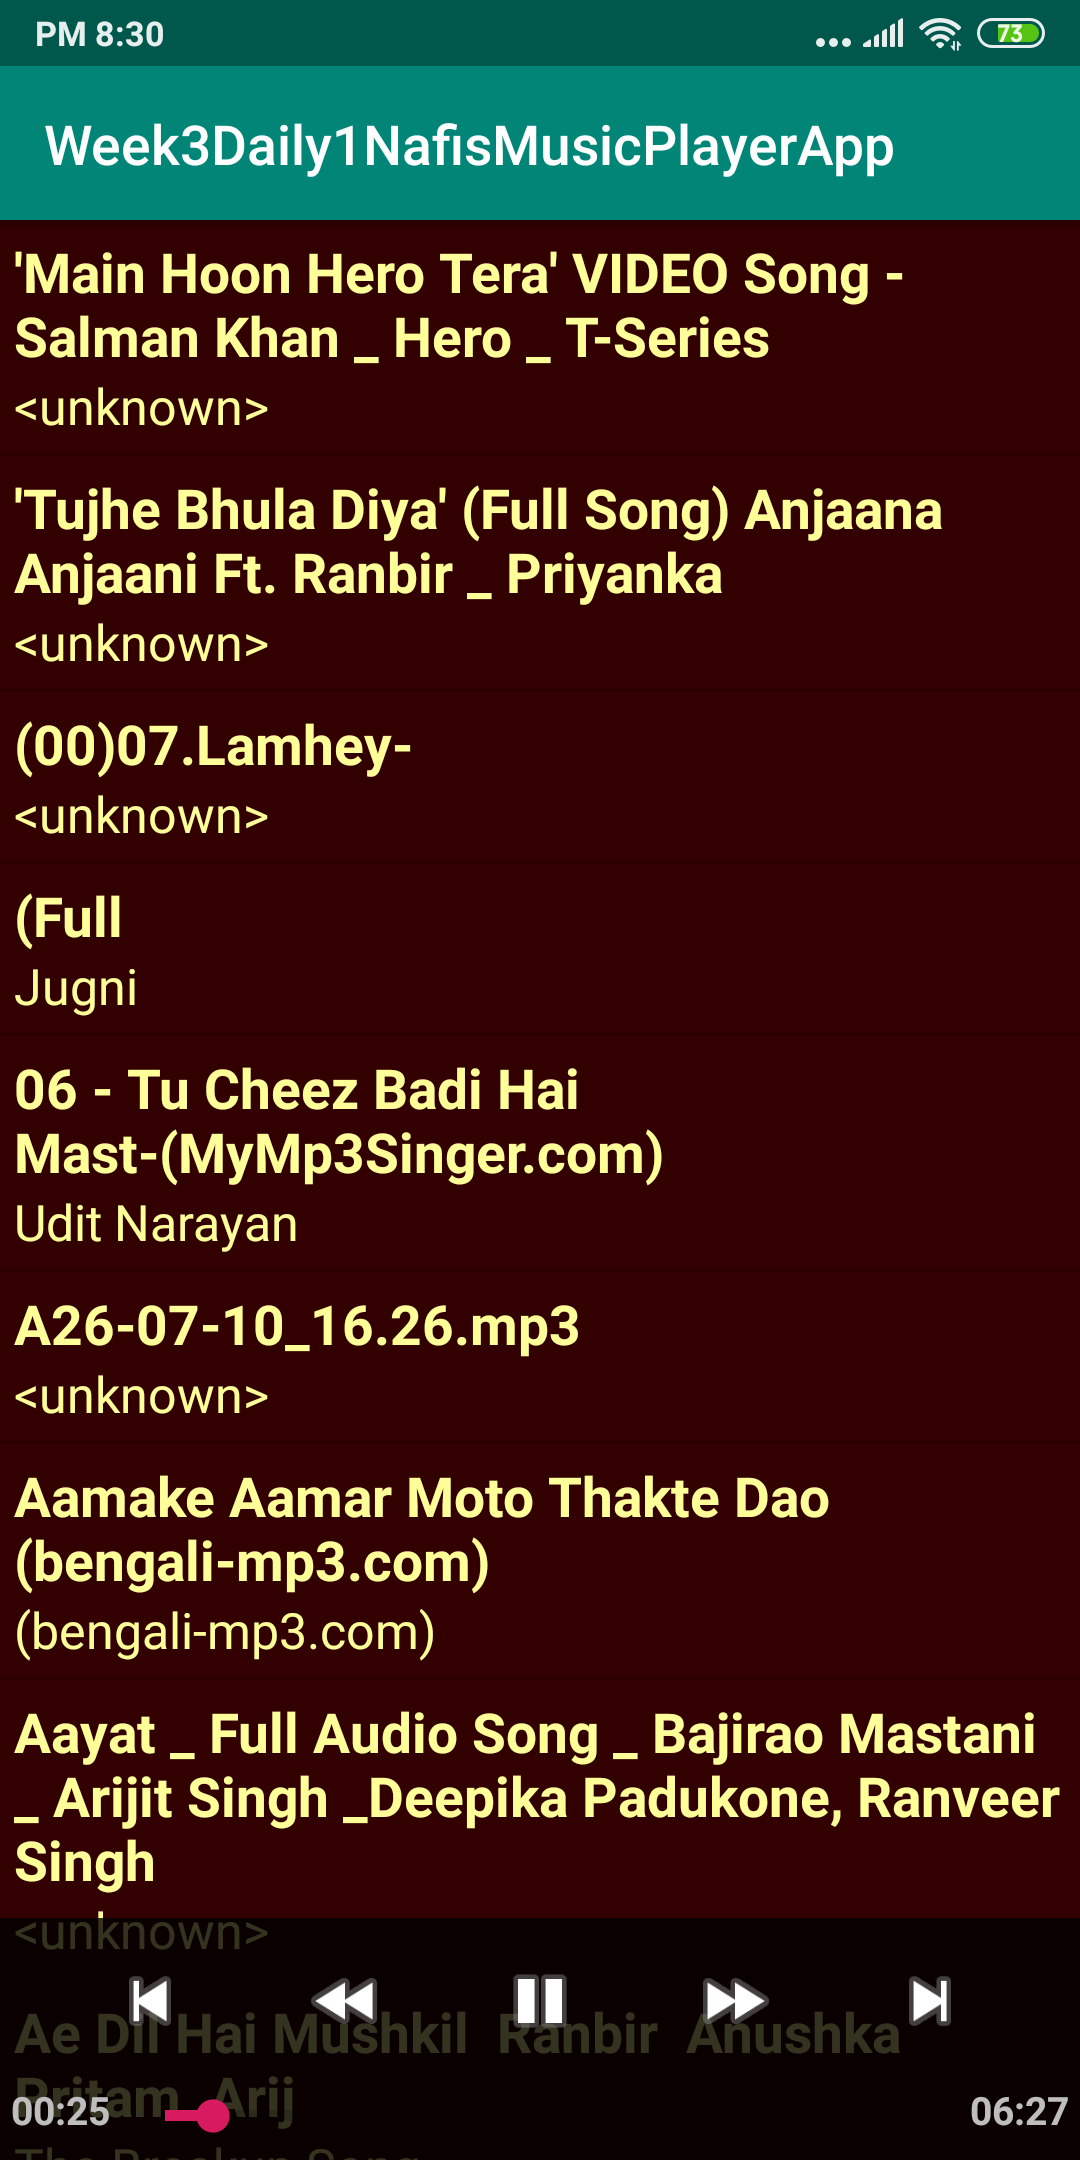 PM 8:30
73
Week3Daily1NafisMusicPlayerApp
'Main Hoon Hero Tera' VIDEO Song -
Salman Khan _ Hero _ T-Series
<unknown>
'Tujhe Bhula Diya' (Full Song) Anjaana
Anjaani Ft. Ranbir _ Priyanka
<unknown>
(00)07.Lamhey-
<unknown>
(Full
Jugni
06 - Tu Cheez Badi Hai
Mast-(MyMp3Singer.com)
Udit Narayan
A26-07-10_16.26.mp3
<unknown>
Aamake Aamar Moto Thakte Dao
(bengali-mp3.com)
(bengali-mp3.com)
Aayat _ Full Audio Song _ Bajirao Mastani
_ Arijit Singh _Deepika Padukone, Ranveer
Singh
<unknown>
Ae Dil Hai Mushkil Ranbir Anushka
Pritam_Arij
00:25
06:27
The Breakup Song